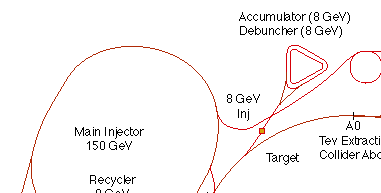 Accumulator (8 GeV)
Debuncher (8 GeV)
8 GeV
Inj
Main Injector
150 GeV
A0
Tev Extracti
Collider Abo
Target
Recycler